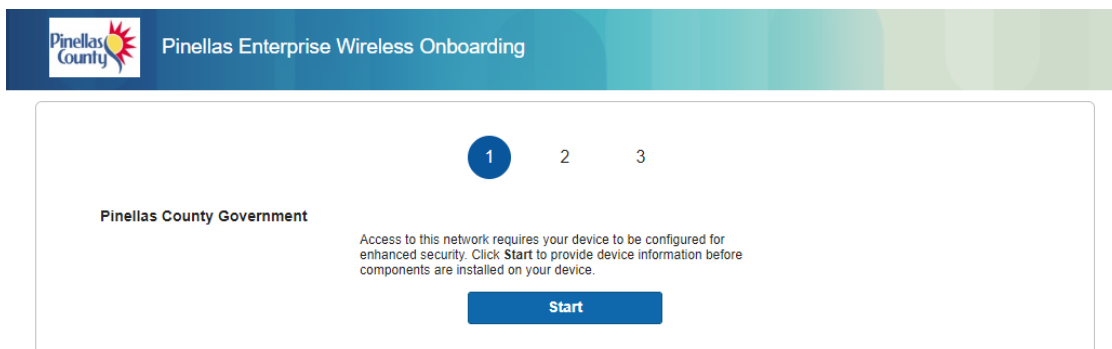 Pinellas
County
Pinellas Enterprise Wireless Onboarding
1 2 3
Pinellas County Government
Access to this network requires your device to be configured for
enhanced security. Click Start to provide device information before
components are installed on your device.
Start